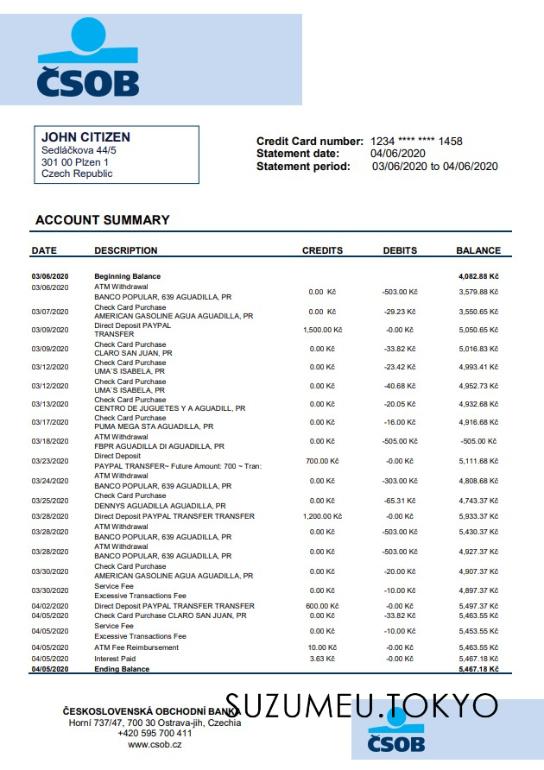 ČSOB
JOHN CITIZEN
Sedláčkova 44/5
301 00 Plzen 1
Czech Republic
Credit Card number: 1234 **** **** 1458
Statement date: 04/06/2020
Statement period: 03/06/2020 to 04/06/2020
ACCOUNT SUMMARY
DATE DESCRIPTION CREDITS DEBITS BALANCE
03/06/2020 Beginning Balance 4,082.88 Kč
03/06/2020 ATM Withdrawal
BANCO POPULAR, 639 AGUADILLA, PR 0.00 Kč -503.00 Kč 3,579.88 Kč
03/07/2020 Check Card Purchase
AMERICAN GASOLINE AGUA AGUADILLA, PR 0.00 Kč -29.23 Kč 3,550.65 Kč
03/09/2020 Direct Deposit PAYPAL
TRANSFER 1,500.00 Kč -0.00 Kč 5,050.65 Kč
03/09/2020 Check Card Purchase
CLARO SAN JUAN, PR 0.00 Kč -33.82 Kč 5,016.83 Kč
03/12/2020 Check Card Purchase
UMA´S ISABELA, PR 0.00 Kč -23.42 Kč 4,993.41 Kč
03/12/2020 Check Card Purchase
UMA´S ISABELA, PR 0.00 Kč -40.68 Kč 4,952.73 Kč
03/13/2020 Check Card Purchase
CENTRO DE JUGUETES Y A AGUADILL, PR 0.00 Kč -20.05 Kč 4,932.68 Kč
03/17/2020 Check Card Purchase
PUMA MEGA STA AGUADILLA, PR 0.00 Kč -16.00 Kč 4,916.68 Kč
03/18/2020 ATM Withdrawal
FBPR AGUADILLA DI AGUADILLA, PR 0.00 Kč -505.00 Kč -505.00 Kč
03/23/2020 Direct Deposit
PAYPAL TRANSFER~ Future Amount: 700 ~ Tran: 700.00 Kč -0.00 Kč 5,111.68 Kč
03/24/2020 ATM Withdrawal
BANCO POPULAR, 639 AGUADILLA, PR 0.00 Kč -303.00 Kč 4,808.68 Kč
03/25/2020 Check Card Purchase
DENNYS AGUADILLA AGUADILLA, PR 0.00 Kč -65.31 Kč 4,743.37 Kč
03/28/2020 Direct Deposit PAYPAL TRANSFER TRANSFER 1,200.00 Kč -0.00 Kč 5,933.37 Kč
03/28/2020 ATM Withdrawal
BANCO POPULAR, 639 AGUADILLA, PR 0.00 Kč -503.00 Kč 5,430.37 Kč
03/28/2020 ATM Withdrawal
BANCO POPULAR, 639 AGUADILLA, PR 0.00 Kč -503.00 Kč 4,927.37 Kč
03/30/2020 Check Card Purchase
AMERICAN GASOLINE AGUA AGUADILLA, PR 0.00 Kč -20.00 Kč 4,907.37 Kč
03/30/2020 Service Fee
Excessive Transactions Fee 0.00 Kč -10.00 Kč 4,897.37 Kč
04/02/2020 Direct Deposit PAYPAL TRANSFER TRANSFER 600.00 Kč -0.00 Kč 5,497.37 Kč
04/05/2020 Check Card Purchase CLARO SAN JUAN, PR 0.00 Kč -33.82 Kč 5,463.55 Kč
04/05/2020 Service Fee
Excessive Transactions Fee 0.00 Kč -10.00 Kč 5,453.55 Kč
04/05/2020 ATM Fee Reimbursement 10.00 Kč -0.00 Kč 5,463.55 Kč
04/05/2020 Interest Paid 3.63 Kč -0.00 Kč 5,467.18 Kč
04/05/2020 Ending Balance 5,467.18 Kč
ČESKOSLOVENSKÁ OBCHODNÍ BANKA
SUZUMEU.TOKYO
Horní 737/47, 700 30 Ostrava-jih, Czechia
+420 595 700 411
www.csob.cz
ČSOB